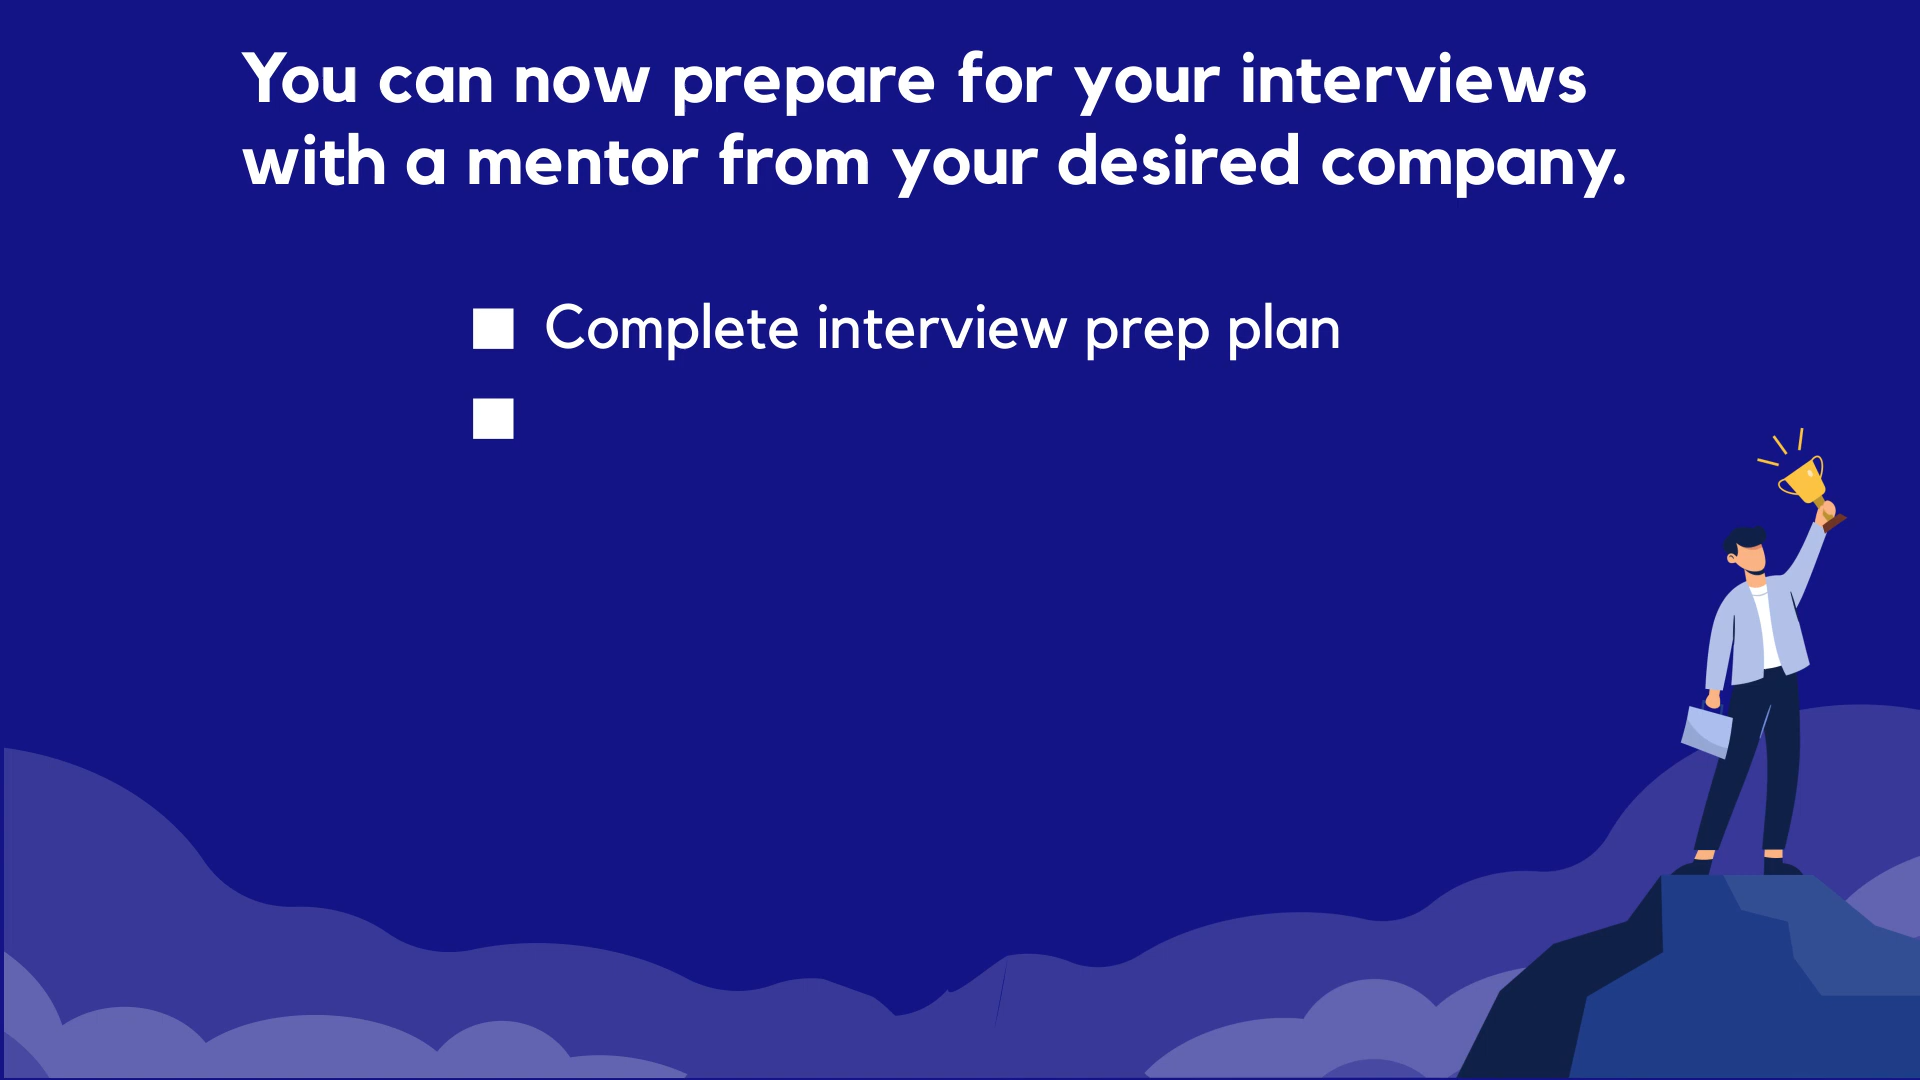 You can now prepare for your interviews
with a mentor from your desired company.
Complete interview prep plan